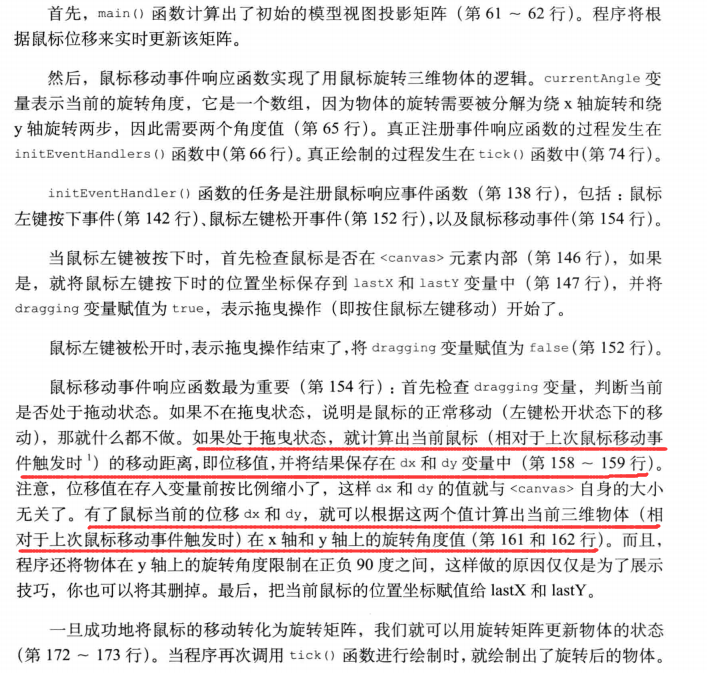 首先，main() 函数计算出了初始的模型视图投影矩阵（第 61 ~ 62 行）。程序将根
据鼠标位移来实时更新该矩阵。
然后，鼠标移动事件响应函数实现了用鼠标旋转三维物体的逻辑。currentAngle 变
量表示当前的旋转角度，它是一个数组，因为物体的旋转需要被分解为绕 x 轴旋转和绕
y 轴旋转两步，因此需要两个角度值（第 65 行）。真正注册事件响应函数的过程发生在
initEventHandlers() 函数中(第 66 行)。真正绘制的过程发生在 tick() 函数中(第 74 行)。
initEventHandler() 函数的任务是注册鼠标响应事件函数（第 138 行），包括：鼠标
左键按下事件(第 142 行)、鼠标左键松开事件(第 152 行)，以及鼠标移动事件(第 154 行)。
当鼠标左键被按下时，首先检查鼠标是否在 <canvas> 元素内部（第 146 行），如果
是，就将鼠标左键按下时的位置坐标保存到 lastX 和 lastY 变量中（第 147 行），并将
dragging 变量赋值为 true，表示拖曳操作（即按住鼠标左键移动）开始了。
鼠标左键被松开时，表示拖曳操作结束了，将 dragging 变量赋值为 false(第 152 行)。
鼠标移动事件响应函数最为重要（第 154 行）：首先检查 dragging 变量，判断当前
是否处于拖动状态。如果不在拖曳状态，说明是鼠标的正常移动（左键松开状态下的移
动），那就什么都不做。如果处于拖曳状态，就计算出当前鼠标（相对于上次鼠标移动事
件触发时¹）的移动距离，即位移值，并将结果保存在 dx 和 dy 变量中（第 158 ~ 159 行）。
注意，位移值在存入变量前按比例缩小了，这样 dx 和 dy 的值就与 <canvas> 自身的大小
无关了。有了鼠标当前的位移 dx 和 dy，就可以根据这两个值计算出当前三维物体（相
对于上次鼠标移动事件触发时）在 x 轴和 y 轴上的旋转角度值（第 161 和 162 行）。而且，
程序还将物体在 y 轴上的旋转角度限制在正负 90 度之间，这样做的原因仅仅是为了展示
技巧，你也可以将其删掉。最后，把当前鼠标的位置坐标赋值给 lastX 和 lastY。
一旦成功地将鼠标的移动转化为旋转矩阵，我们就可以用旋转矩阵更新物体的状态
（第 172 ~ 173 行）。当程序再次调用 tick() 函数进行绘制时，就绘制出了旋转后的物体。